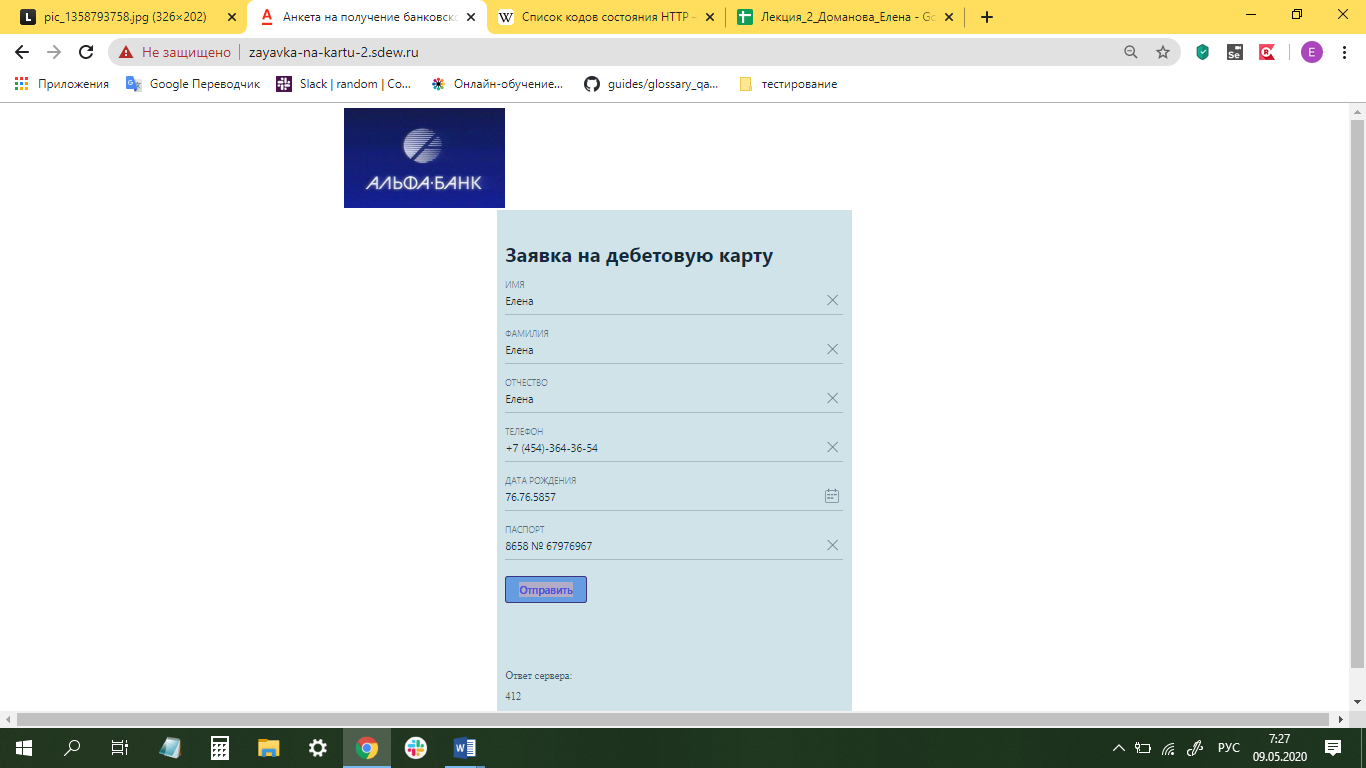 pic_1358793758.jpg (326×202)
Анкета на получение банковско
Список кодов состояния HTTP -
Лекция_2_Доманова_Елена - Go
Не защищено
zayavka-na-kartu-2.sdew.ru
E
Приложения
Google Переводчик
Slack | random | Co...
Онлайн-обучение...
guides/glossary_qa...
тестирование
АЛЬФА·БАНК
Заявка на дебетовую карту
ИМЯ
Елена
ФАМИЛИЯ
Елена
ОТЧЕСТВО
Елена
ТЕЛЕФОН
+7 (454)-364-36-54
ДАТА РОЖДЕНИЯ
76.76.5857
ПАСПОРТ
8658 № 67976967
Отправить
Ответ сервера:
412
РУС
7:27
09.05.2020